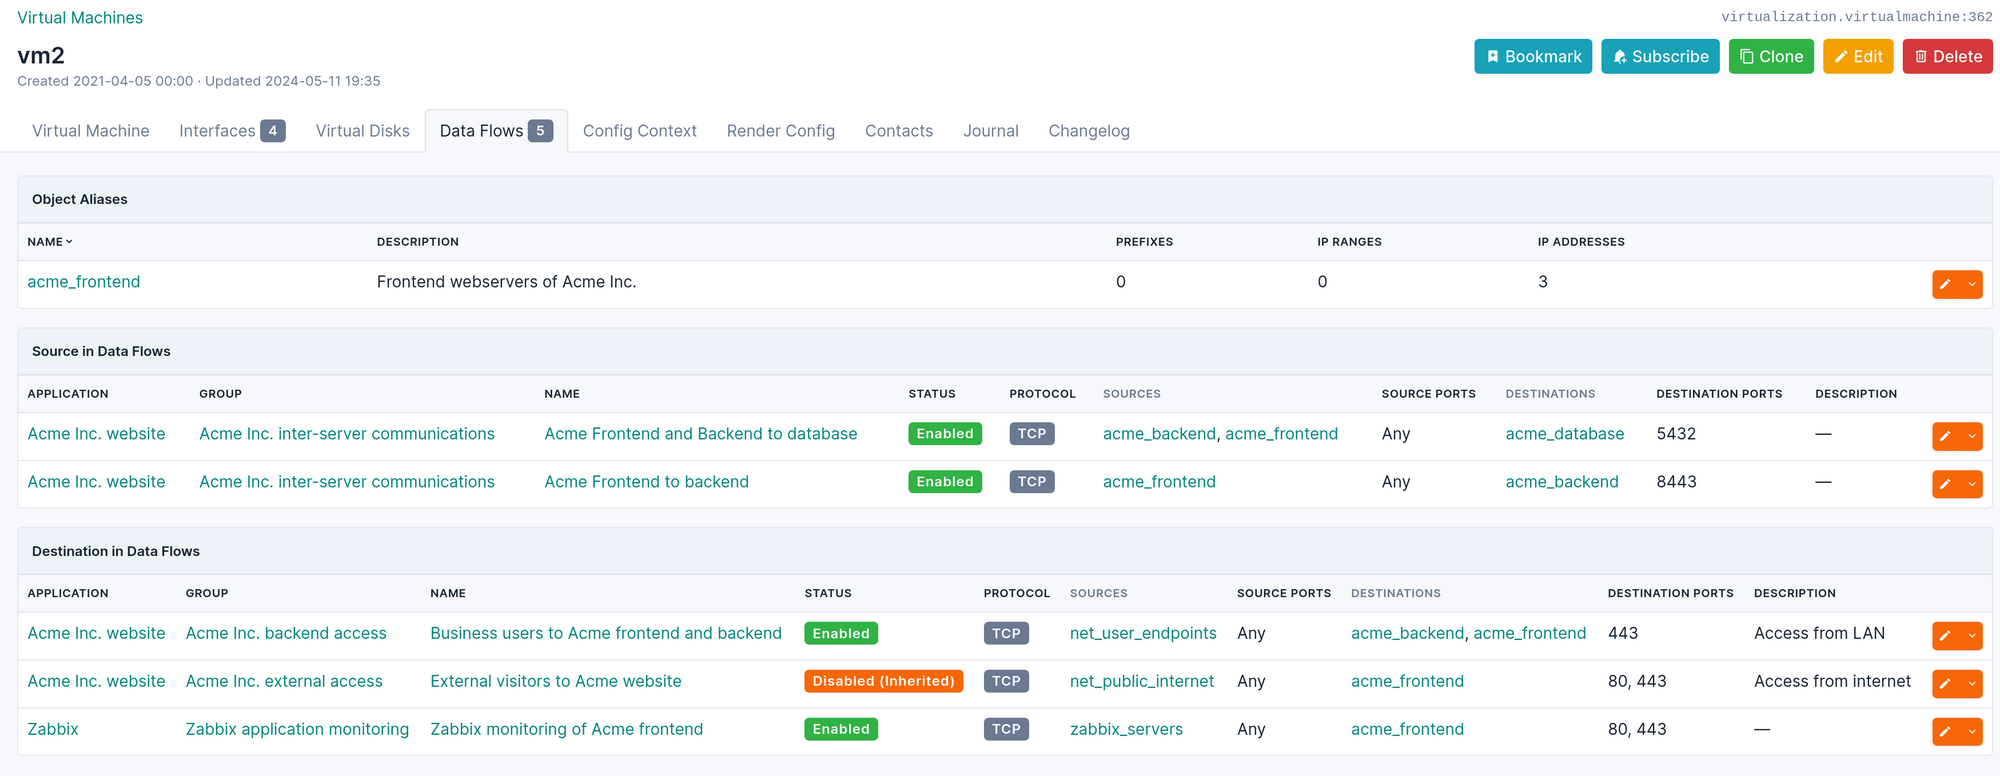 Virtual Machines
virtualization.virtualmachine:362
vm2
Created 2021-04-05 00:00 · Updated 2024-05-11 19:35
Bookmark Subscribe Clone Edit Delete
Virtual Machine Interfaces 4 Virtual Disks Data Flows 5 Config Context Render Config Contacts Journal Changelog
Object Aliases
NAME DESCRIPTION PREFIXES IP RANGES IP ADDRESSES
acme_frontend Frontend webservers of Acme Inc. 0 0 3
Source in Data Flows
APPLICATION GROUP NAME STATUS PROTOCOL SOURCES SOURCE PORTS DESTINATIONS DESTINATION PORTS DESCRIPTION
Acme Inc. website Acme Inc. inter-server communications Acme Frontend and Backend to database Enabled TCP acme_backend, acme_frontend Any acme_database 5432 —
Acme Inc. website Acme Inc. inter-server communications Acme Frontend to backend Enabled TCP acme_frontend Any acme_backend 8443 —
Destination in Data Flows
APPLICATION GROUP NAME STATUS PROTOCOL SOURCES SOURCE PORTS DESTINATIONS DESTINATION PORTS DESCRIPTION
Acme Inc. website Acme Inc. backend access Business users to Acme frontend and backend Enabled TCP net_user_endpoints Any acme_backend, acme_frontend 443 Access from LAN
Acme Inc. website Acme Inc. external access External visitors to Acme website Disabled (Inherited) TCP net_public_internet Any acme_frontend 80, 443 Access from internet
Zabbix Zabbix application monitoring Zabbix monitoring of Acme frontend Enabled TCP zabbix_servers Any acme_frontend 80, 443 —